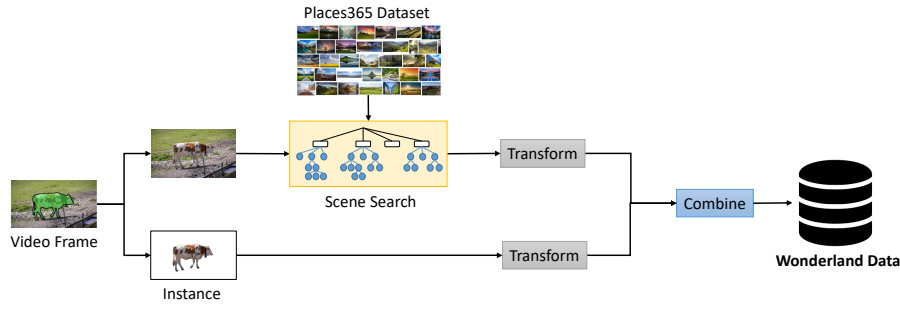 Places365 Dataset
Transform
Scene Search
Video Frame
Combine
Transform
Instance
Wonderland Data